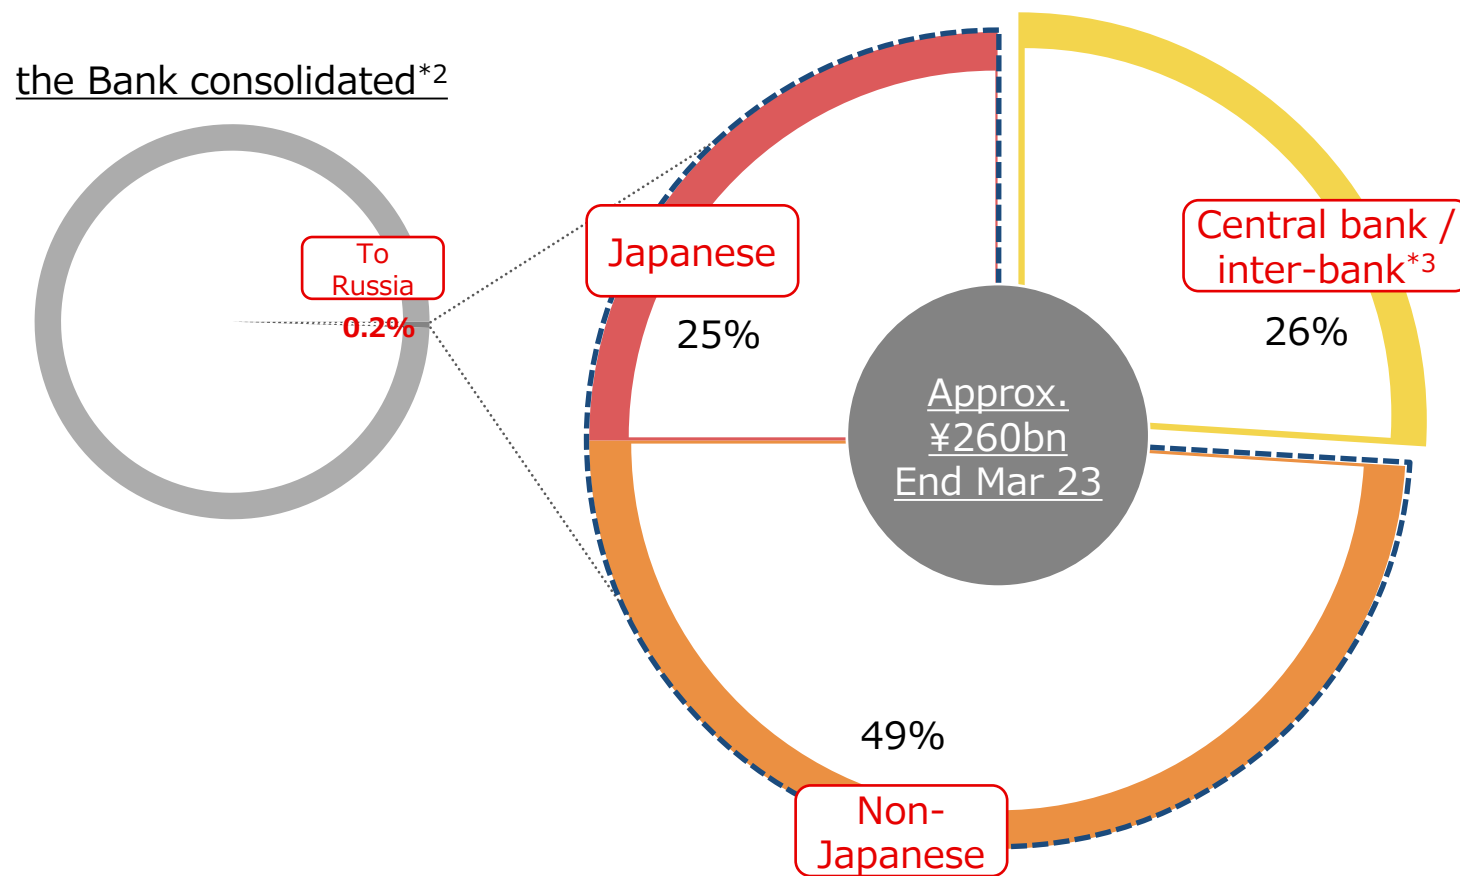 the Bank consolidated*2
To
Russia
0.2%
Japanese
25%
Central bank /
inter-bank*3
26%
Approx.
¥260bn
End Mar 23
49%
Non-
Japanese